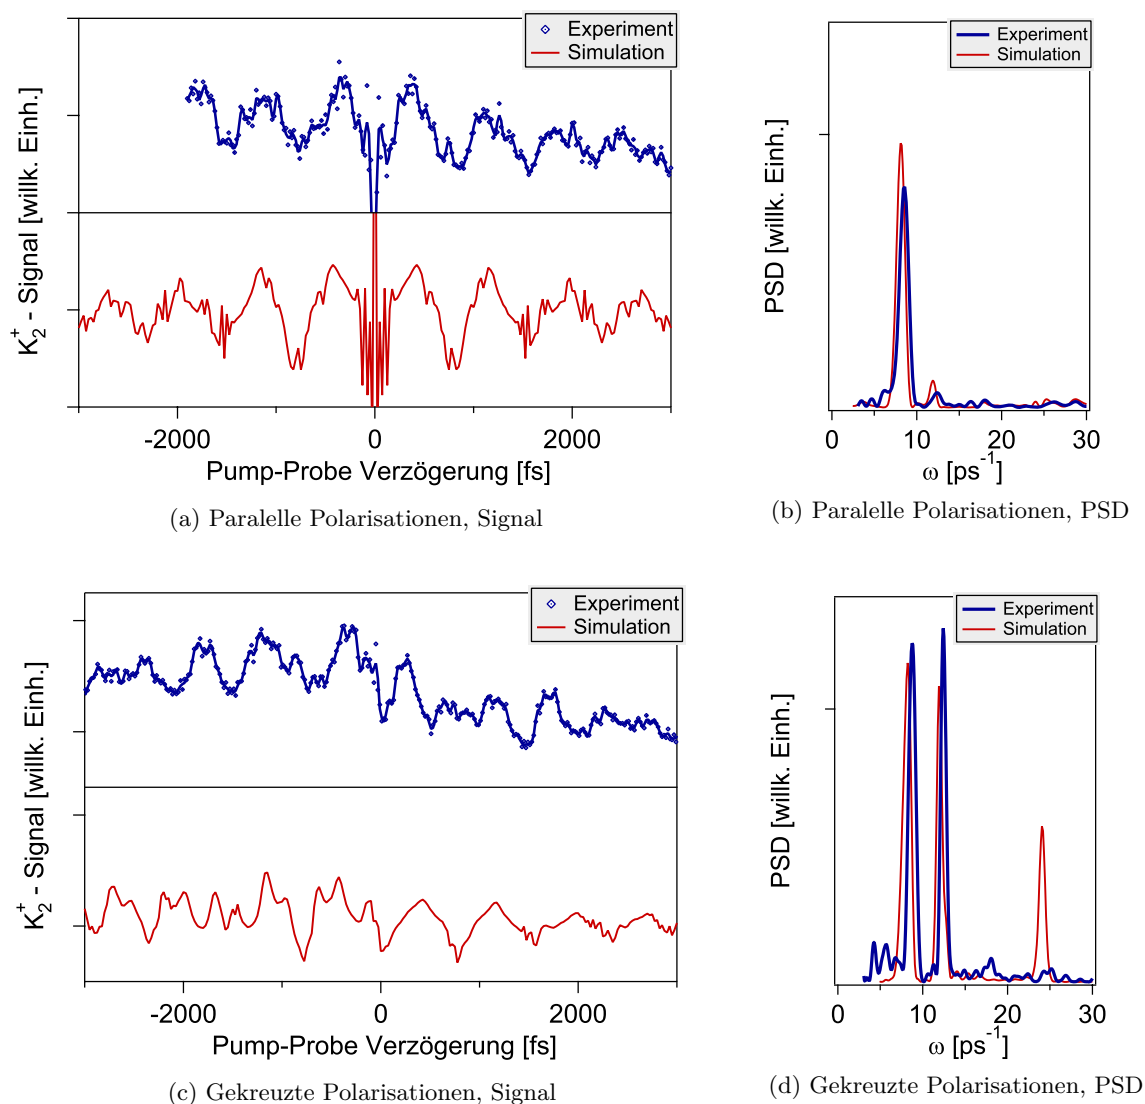 Experiment
Simulation
K2+ - Signal [willk. Einh.]
-2000 0 2000
Pump-Probe Verzögerung [fs]
(a) Paralelle Polarisationen, Signal
Experiment
Simulation
PSD [willk. Einh.]
0 10 20 30
ω [ps-1]
(b) Paralelle Polarisationen, PSD
Experiment
Simulation
K2+ - Signal [willk. Einh.]
-2000 0 2000
Pump-Probe Verzögerung [fs]
(c) Gekreuzte Polarisationen, Signal
Experiment
Simulation
PSD [willk. Einh.]
0 10 20 30
ω [ps-1]
(d) Gekreuzte Polarisationen, PSD